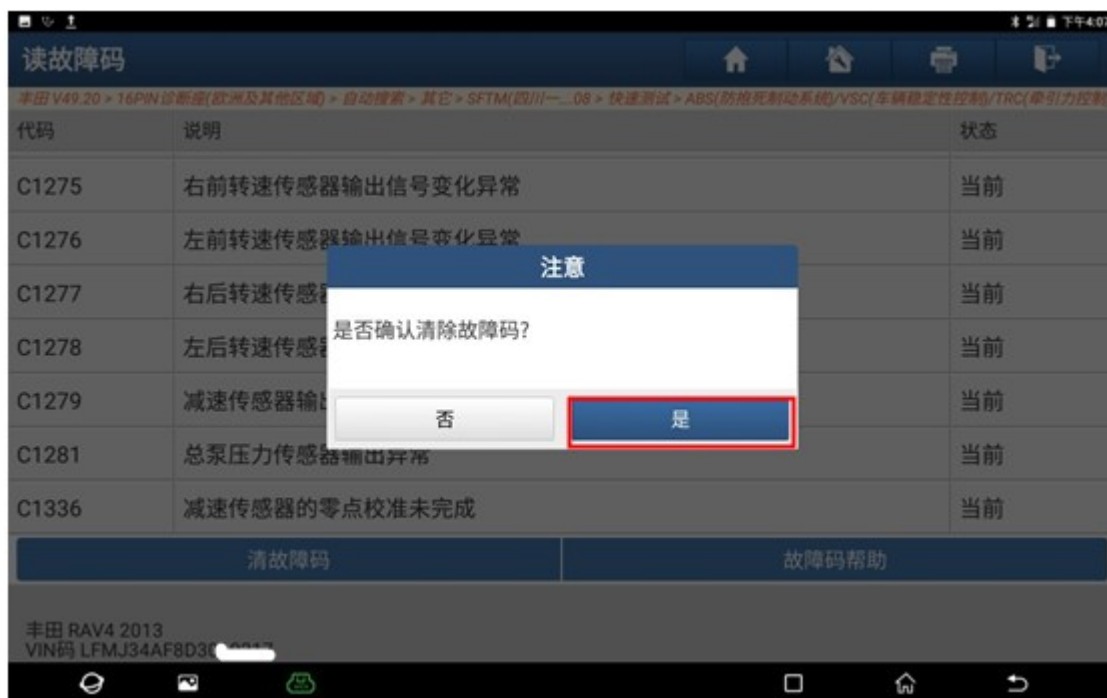 下午4:07
读故障码
丰田 V49.20 > 16PIN诊断座(欧洲及其他区域) > 自动搜索 > 其它 > SFTM(四川一...08 > 快速测试 > ABS(防抱死制动系统)/VSC(车辆稳定性控制)/TRC(牵引力控制
代码 说明 状态
C1275 右前转速传感器输出信号变化异常 当前
C1276 左前转速传感器输出信号变化异常 当前
注意
C1277 右后转速传感 当前
是否确认清除故障码?
C1278 左后转速传感 当前
C1279 减速传感器输 当前
否 是
C1281 总泵压力传感器输出异常 当前
C1336 减速传感器的零点校准未完成 当前
清故障码 故障码帮助
丰田 RAV4 2013
VIN码 LFMJ34AF8D3